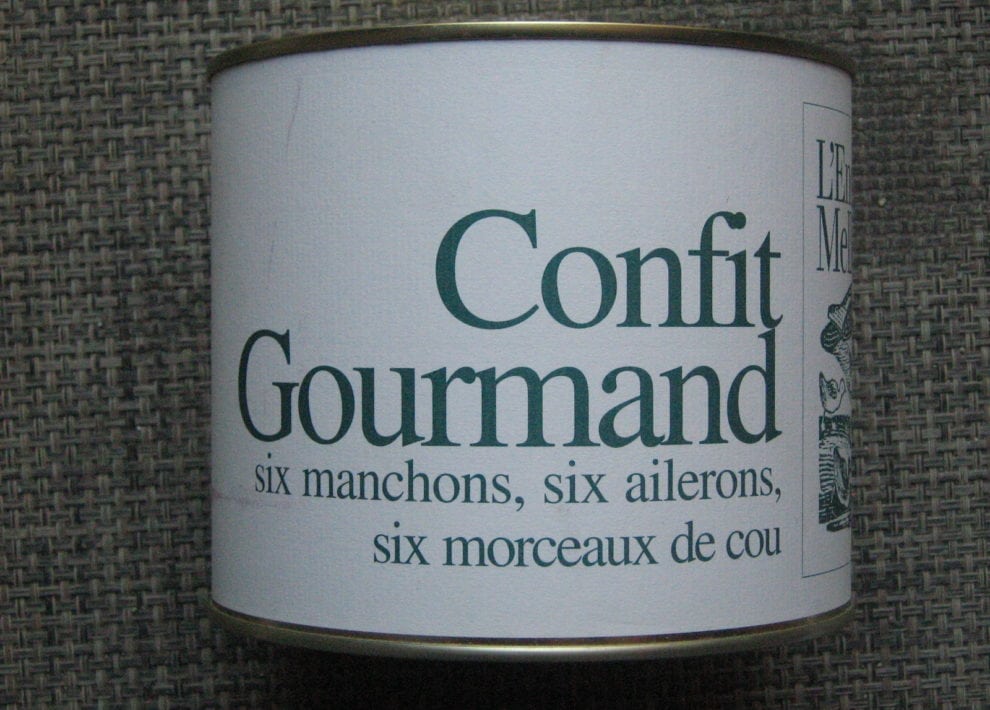 Confit
Gourmand
six manchons, six ailerons,
six morceaux de cou